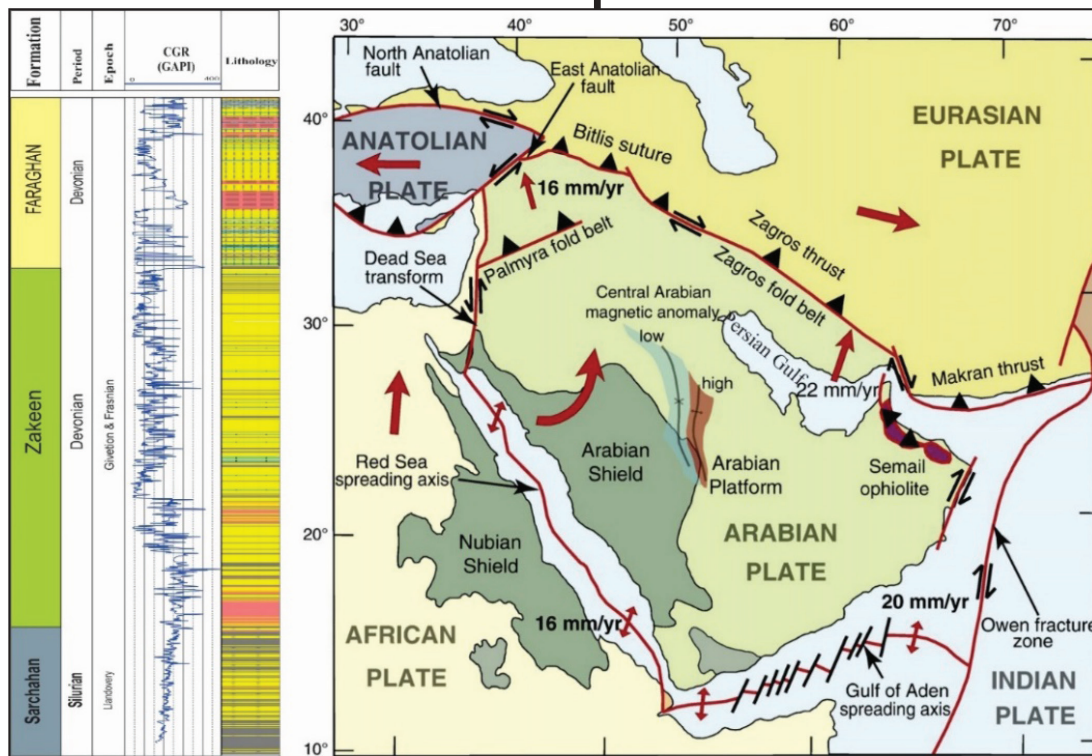 Formation
Period
Epoch
CGR
(GAPI)
0
400
Lithology
FARAGHAN
Devonian
Zakeen
Devonian
Givetion & Frasnian
Sarchahan
Silurian
Llandovery
30°
40°
50°
60°
70°
40°
30°
20°
10°
North Anatolian
fault
East Anatolian
fault
ANATOLIAN
PLATE
Bitlis suture
EURASIAN
PLATE
16 mm/yr
Palmyra fold belt
Dead Sea
transform
Zagros thrust
Zagros fold belt
Central Arabian
magnetic anomaly
low
high
Persian Gulf
22 mm/yr
Makran thrust
Red Sea
spreading axis
Arabian
Shield
Arabian
Platform
Semail
ophiolite
Nubian
Shield
ARABIAN
PLATE
AFRICAN
PLATE
16 mm/yr
20 mm/yr
Owen fracture
zone
Gulf of Aden
spreading axis
INDIAN
PLATE